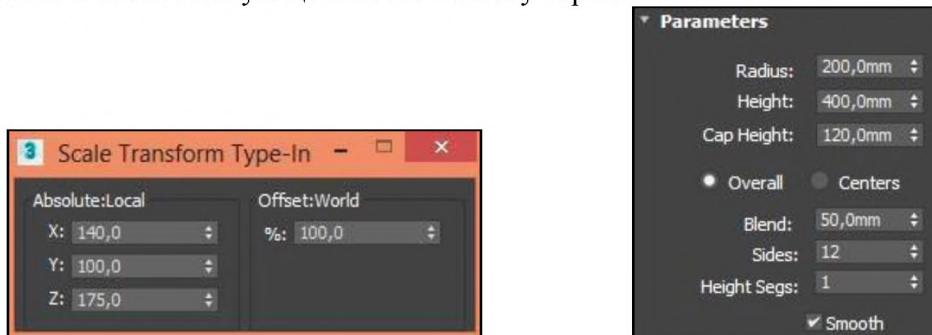 Parameters
Radius: 200,0mm
Height: 400,0mm
Cap Height: 120,0mm
Overall Centers
Blend: 50,0mm
Sides: 12
Height Segs: 1
Smooth
3 Scale Transform Type-In
Absolute:Local Offset:World
X: 140,0 %: 100,0
Y: 100,0
Z: 175,0